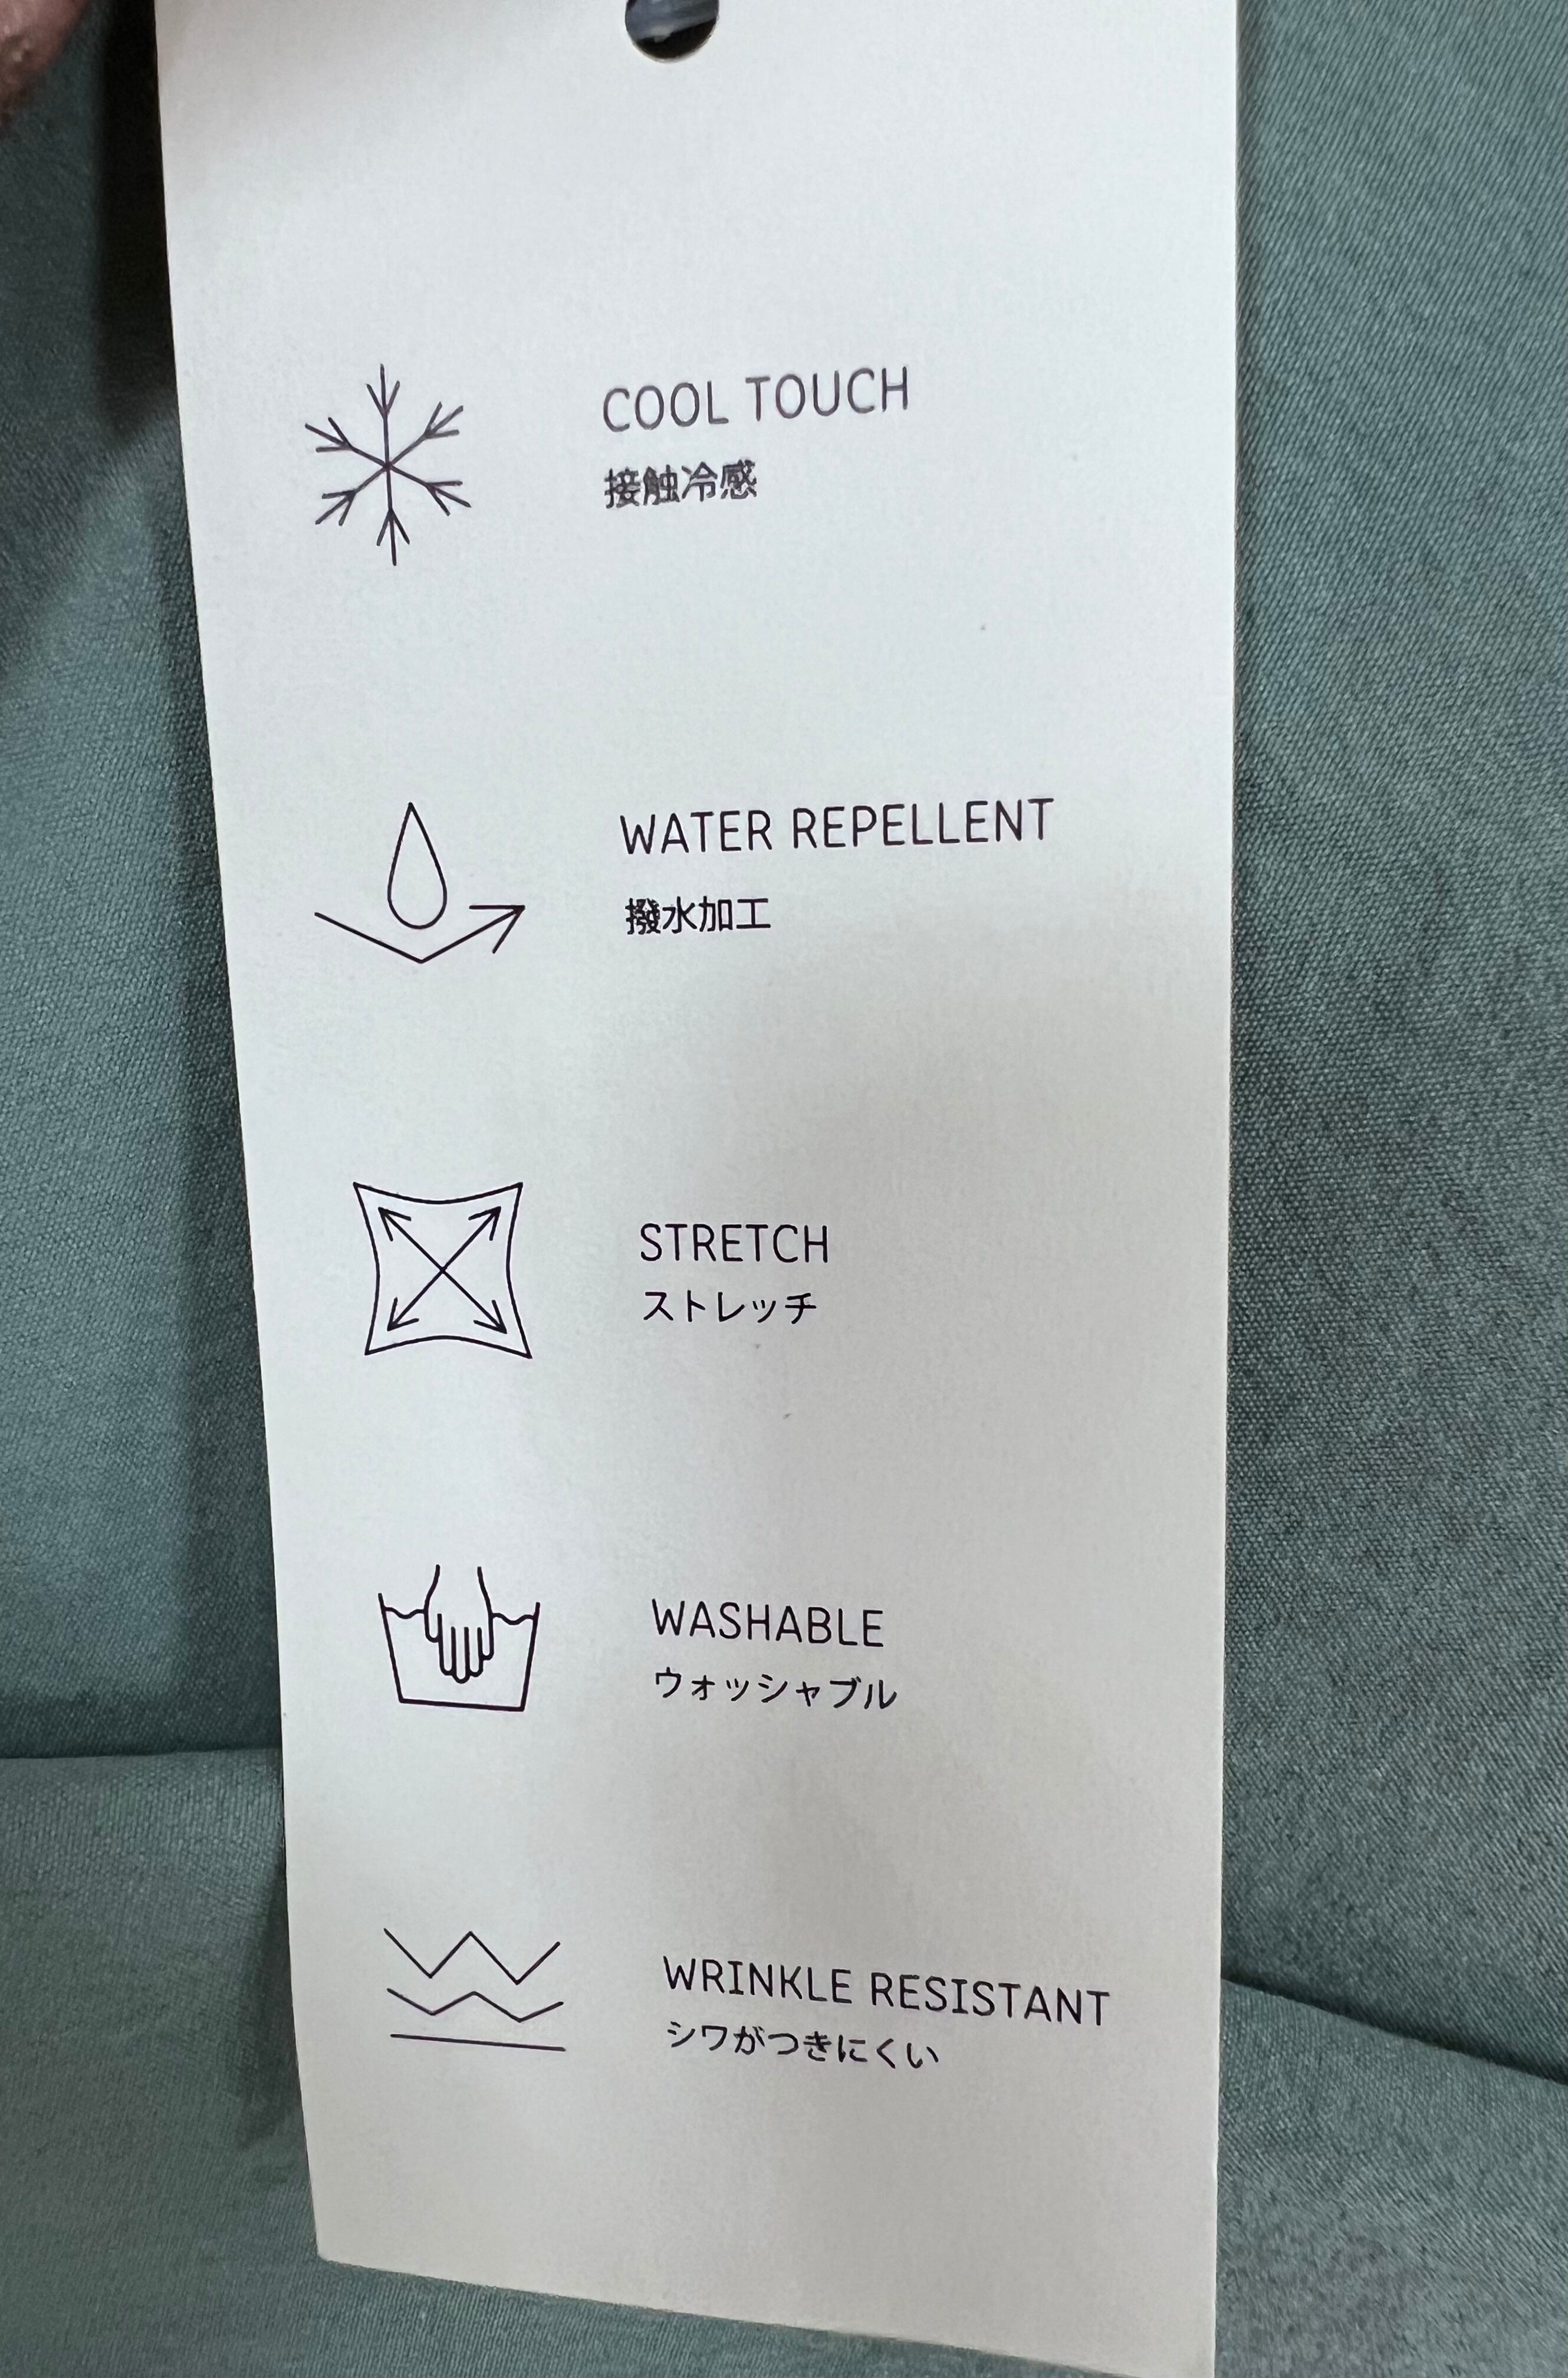 COOL TOUCH
接触冷感
WATER REPELLENT
撥水加工
STRETCH
ストレッチ
WASHABLE
ウォッシャブル
WRINKLE RESISTANT
シワがつきにくい